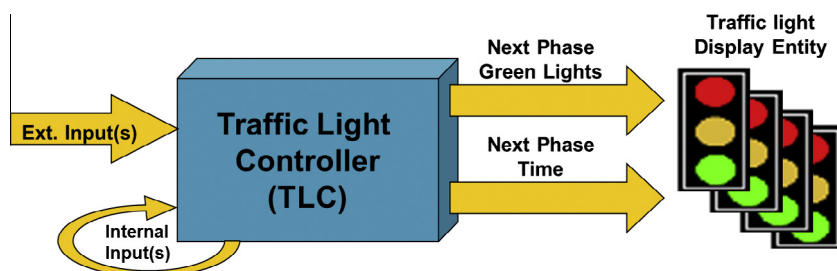 Ext. Input(s)
Internal
Input(s)
Traffic Light
Controller
(TLC)
Next Phase
Green Lights
Next Phase
Time
Traffic light
Display Entity